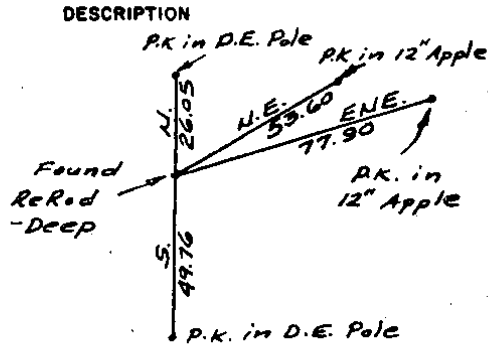 DESCRIPTION
P.K in D.E. Pole
P.K in 12" Apple
N.
26.05
N.E.
53.60
ENE.
77.90
Found
ReRod
-Deep
P.K. in
12" Apple
S.
49.76
P.K. in D.E. Pole